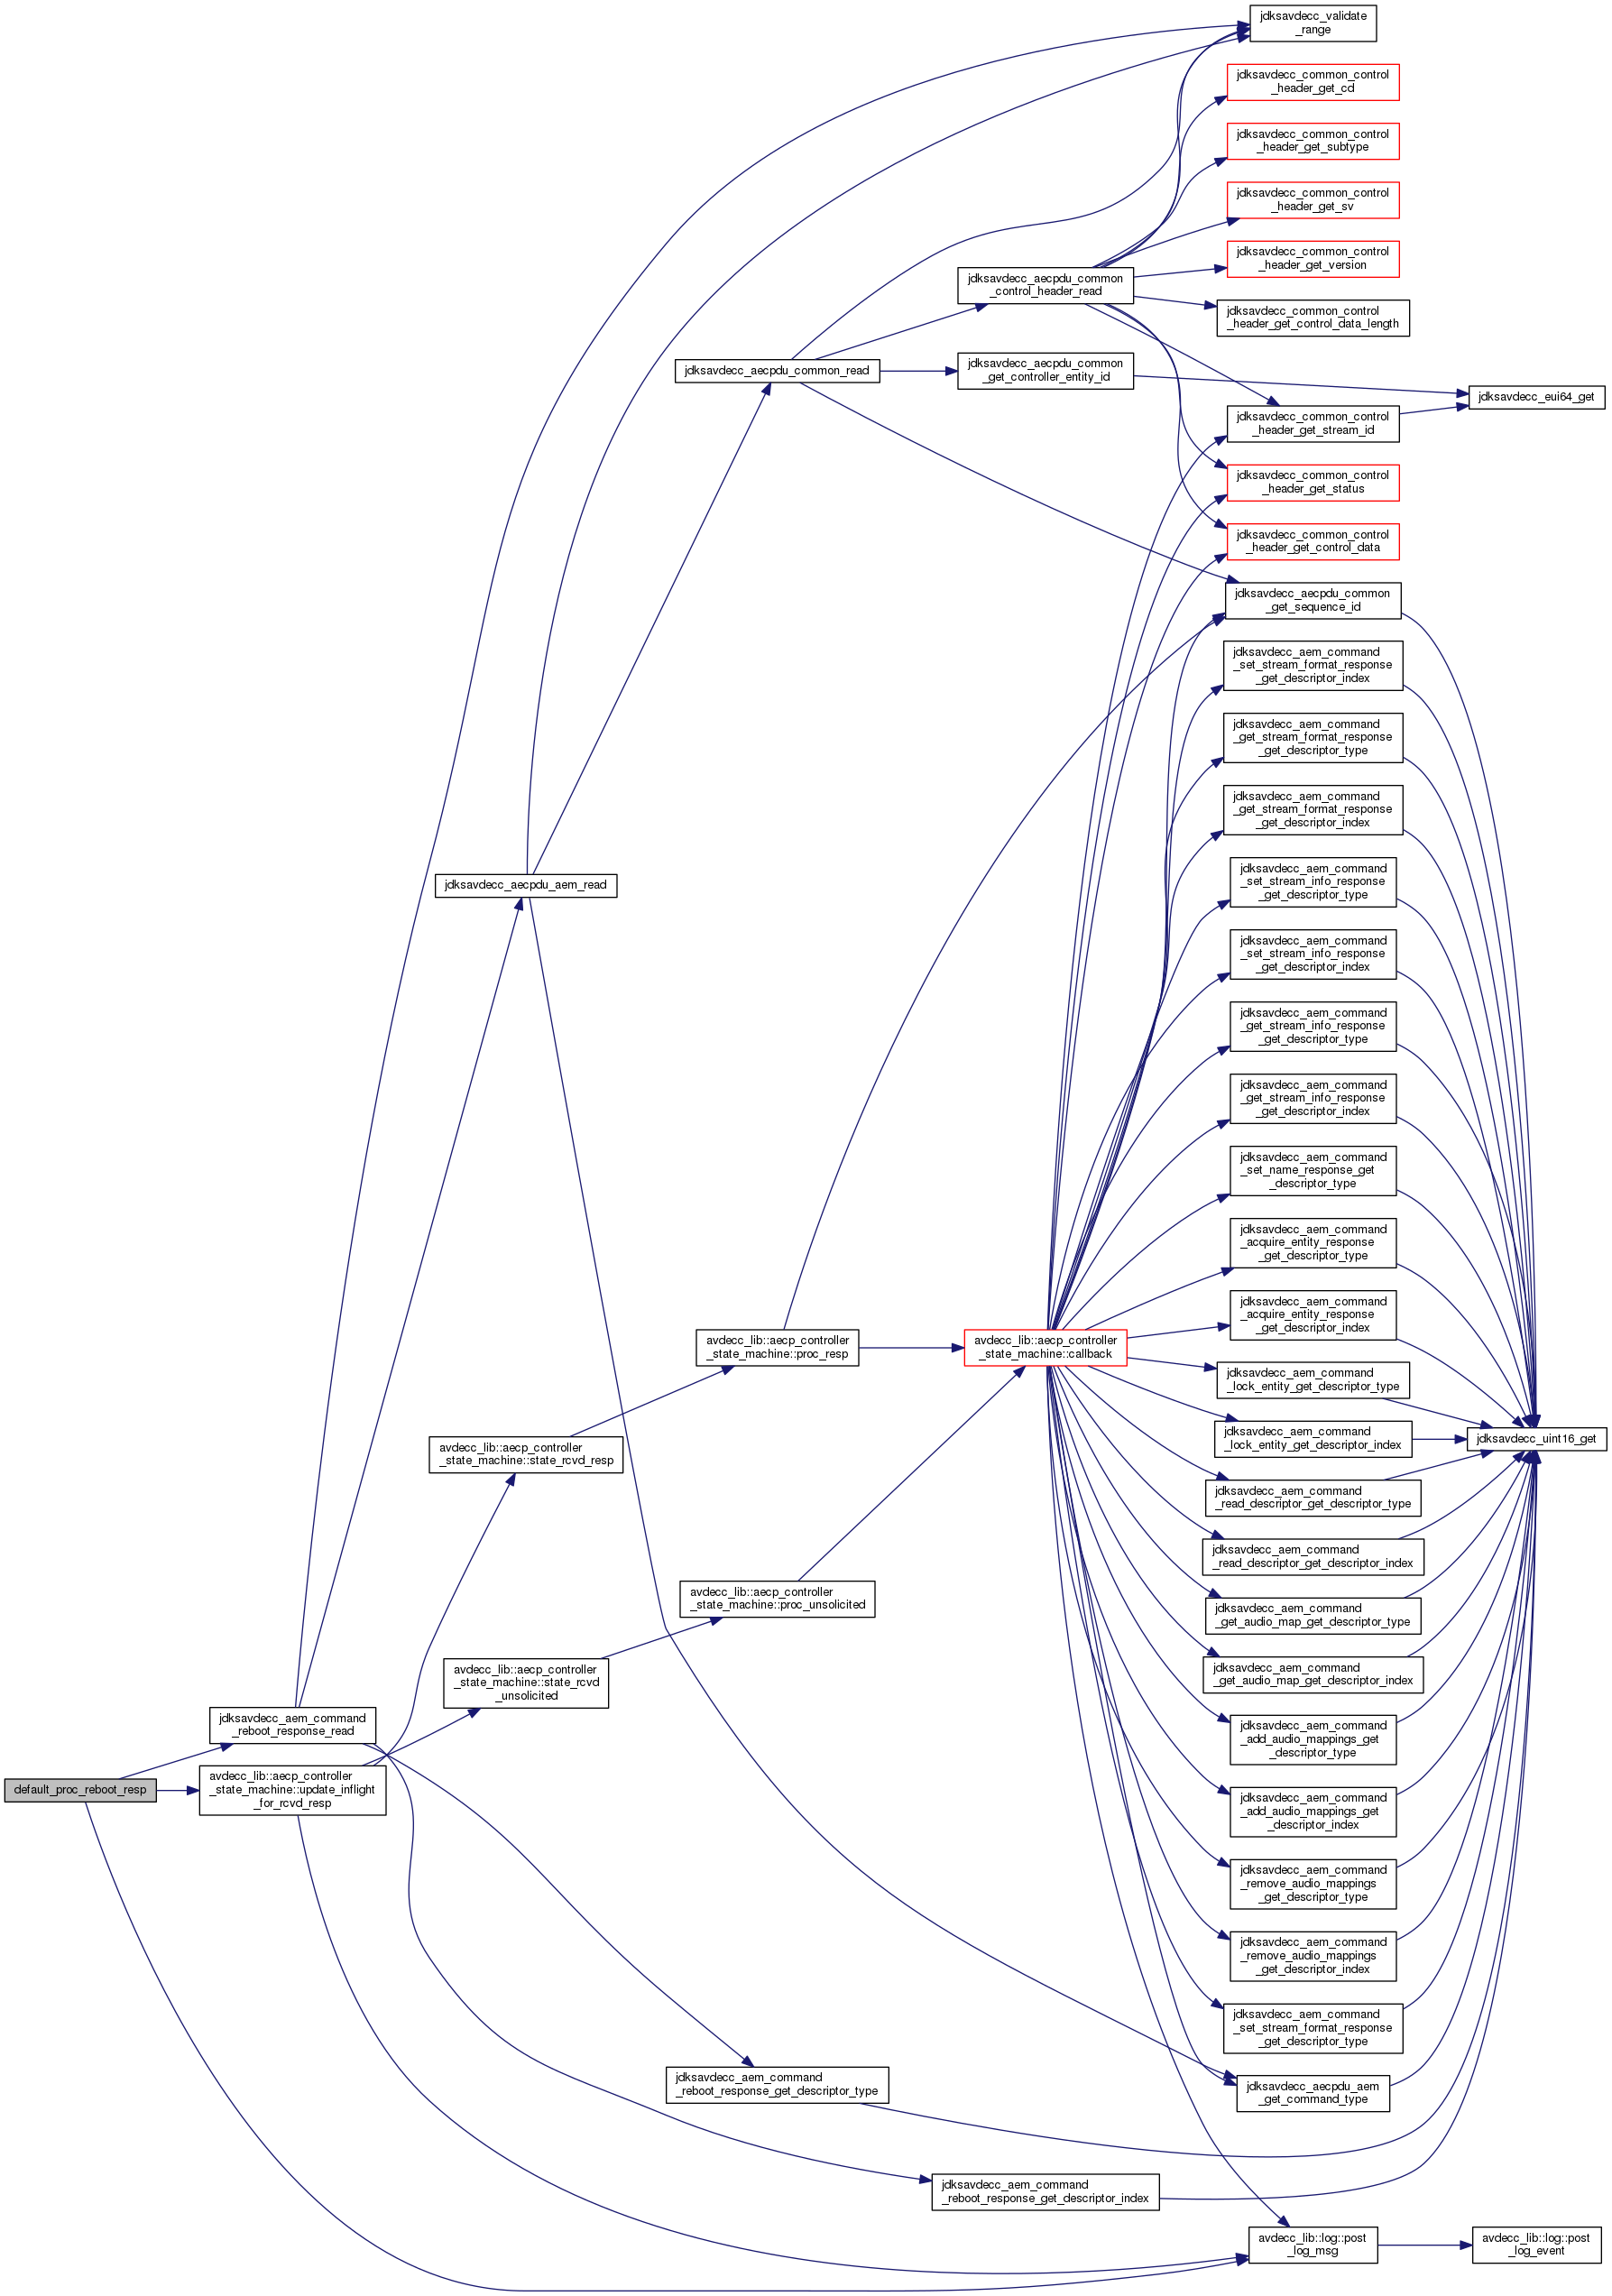 jdksavdecc_validate
_range
jdksavdecc_common_control
_header_get_cd
jdksavdecc_common_control
_header_get_subtype
jdksavdecc_common_control
_header_get_sv
jdksavdecc_common_control
_header_get_version
jdksavdecc_aecpdu_common
_control_header_read
jdksavdecc_common_control
_header_get_control_data_length
jdksavdecc_aecpdu_common_read
jdksavdecc_aecpdu_common
_get_controller_entity_id
jdksavdecc_eui64_get
jdksavdecc_common_control
_header_get_stream_id
jdksavdecc_common_control
_header_get_status
jdksavdecc_common_control
_header_get_control_data
jdksavdecc_aecpdu_common
_get_sequence_id
jdksavdecc_aem_command
_set_stream_format_response
_get_descriptor_index
jdksavdecc_aem_command
_get_stream_format_response
_get_descriptor_type
jdksavdecc_aem_command
_get_stream_format_response
_get_descriptor_index
jdksavdecc_aecpdu_aem_read
jdksavdecc_aem_command
_set_stream_info_response
_get_descriptor_type
jdksavdecc_aem_command
_set_stream_info_response
_get_descriptor_index
jdksavdecc_aem_command
_get_stream_info_response
_get_descriptor_type
jdksavdecc_aem_command
_get_stream_info_response
_get_descriptor_index
jdksavdecc_aem_command
_set_name_response_get
_descriptor_type
jdksavdecc_aem_command
_acquire_entity_response
_get_descriptor_type
jdksavdecc_aem_command
_acquire_entity_response
_get_descriptor_index
avdecc_lib::aecp_controller
_state_machine::proc_resp
avdecc_lib::aecp_controller
_state_machine::callback
jdksavdecc_aem_command
_lock_entity_get_descriptor_type
jdksavdecc_aem_command
_lock_entity_get_descriptor_index
jdksavdecc_uint16_get
avdecc_lib::aecp_controller
_state_machine::state_rcvd_resp
jdksavdecc_aem_command
_read_descriptor_get_descriptor_type
jdksavdecc_aem_command
_read_descriptor_get_descriptor_index
avdecc_lib::aecp_controller
_state_machine::proc_unsolicited
jdksavdecc_aem_command
_get_audio_map_get_descriptor_type
jdksavdecc_aem_command
_get_audio_map_get_descriptor_index
avdecc_lib::aecp_controller
_state_machine::state_rcvd
_unsolicited
jdksavdecc_aem_command
_reboot_response_read
jdksavdecc_aem_command
_add_audio_mappings_get
_descriptor_type
default_proc_reboot_resp
avdecc_lib::aecp_controller
_state_machine::update_inflight
_for_rcvd_resp
jdksavdecc_aem_command
_add_audio_mappings_get
_descriptor_index
jdksavdecc_aem_command
_remove_audio_mappings
_get_descriptor_type
jdksavdecc_aem_command
_remove_audio_mappings
_get_descriptor_index
jdksavdecc_aem_command
_set_stream_format_response
_get_descriptor_type
jdksavdecc_aem_command
_reboot_response_get_descriptor_type
jdksavdecc_aecpdu_aem
_get_command_type
jdksavdecc_aem_command
_reboot_response_get_descriptor_index
avdecc_lib::log::post
_log_msg
avdecc_lib::log::post
_log_event